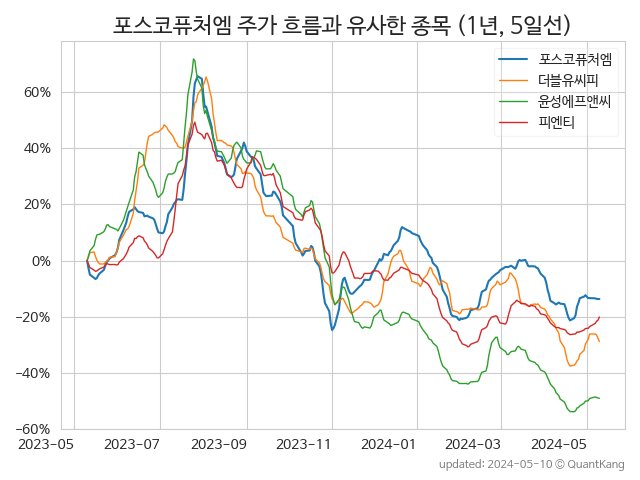 포스코퓨처엠 주가 흐름과 유사한 종목 (1년, 5일선)
포스코퓨처엠
더블유씨피
윤성에프앤씨
피엔티
60%
40%
20%
0%
−20%
−40%
−60%
2023-05 2023-07 2023-09 2023-11 2024-01 2024-03 2024-05
updated: 2024-05-10 © QuantKang